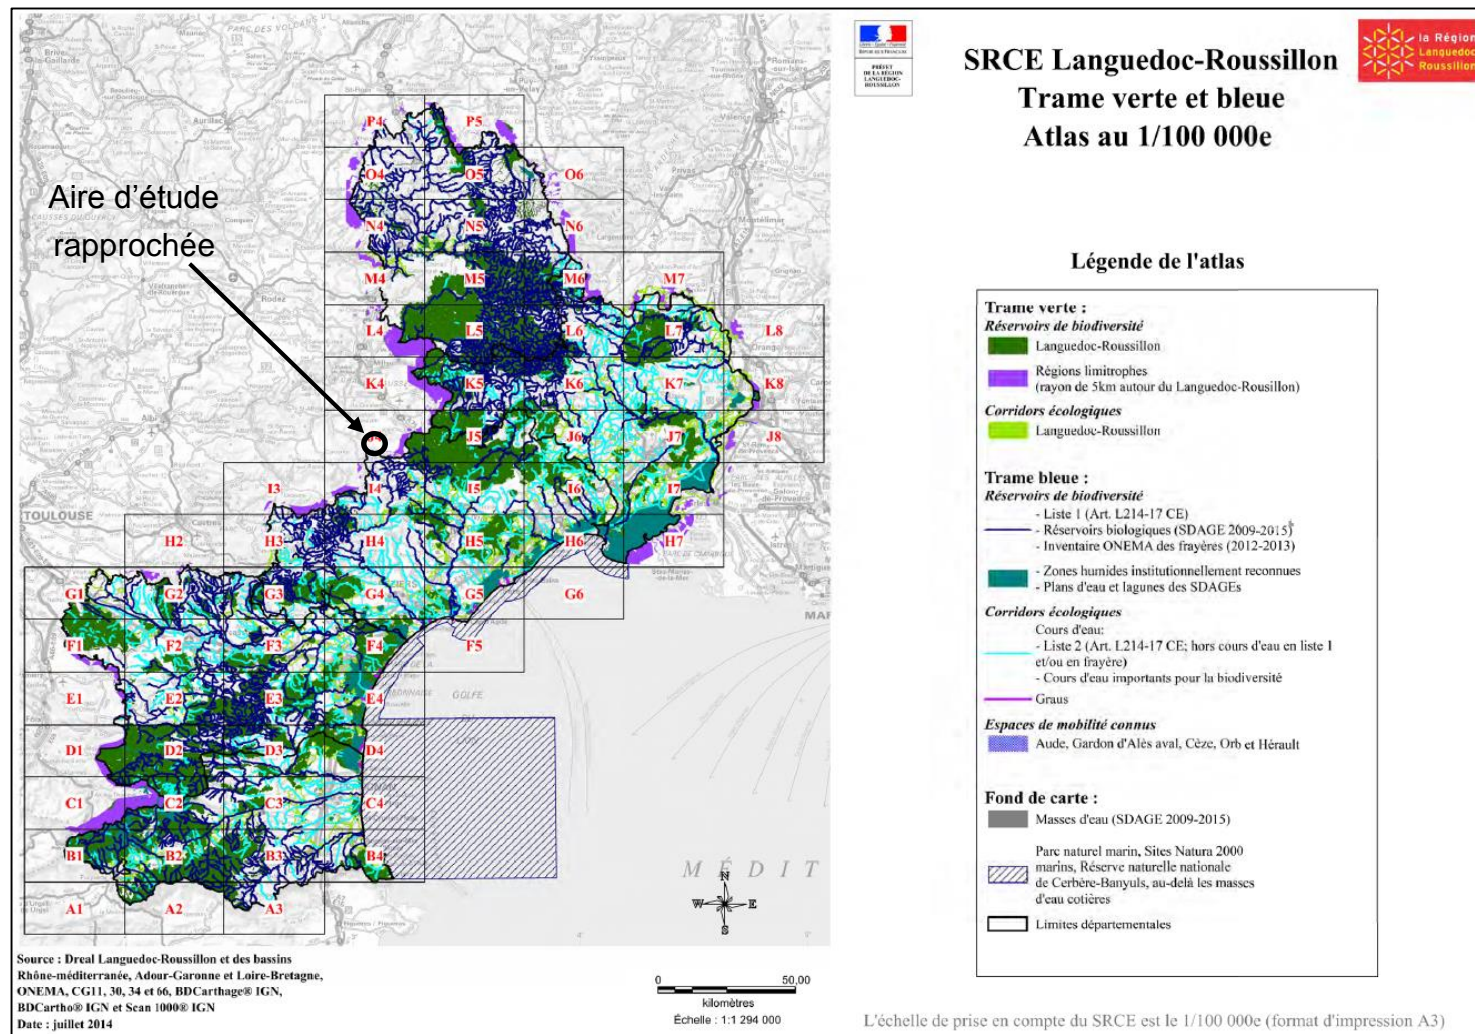 Aire d'étude
rapprochée
P4 P5
O4 O5 O6
N4 N5 N6
M4 M5 M6 M7
L4 L5 L6 L7 L8
K4 K5 K6 K7 K8
J5 J6 J7 J8
I3 I4 I5 I6 I7
TOULOUSE
H2 H3 H4 H5 H6 H7
G1 G2 G3 G4 G5 G6
F1 F2 F3 F4 F5
E1 E2 E3 E4
GOLFE
D1 D2 D3 D4
C1 C2 C3 C4
B1 B2 B3 B4
MÉDIT
A1 A2 A3
N
W E
S
Source : Dreal Languedoc-Roussillon et des bassins
Rhône-méditerranée, Adour-Garonne et Loire-Bretagne,
ONEMA, CG11, 30, 34 et 66, BDCarthage® IGN,
BDCartho® IGN et Scan 1000® IGN
Date : juillet 2014
0 50,00
kilomètres
Échelle : 1:1 294 000
PRÉFET
DE LA RÉGION
LANGUEDOC-
ROUSSILLON
SRCE Languedoc-Roussillon
Trame verte et bleue
Atlas au 1/100 000e
la Région
Languedoc
Roussillon
Légende de l'atlas
Trame verte :
Réservoirs de biodiversité
Languedoc-Roussillon
Régions limitrophes
(rayon de 5km autour du Languedoc-Rousillon)
Corridors écologiques
Languedoc-Roussillon
Trame bleue :
Réservoirs de biodiversité
- Liste 1 (Art. L214-17 CE)
- Réservoirs biologiques (SDAGE 2009-2015)
- Inventaire ONEMA des frayères (2012-2013)
- Zones humides institutionnellement reconnues
- Plans d'eau et lagunes des SDAGEs
Corridors écologiques
Cours d'eau:
- Liste 2 (Art. L214-17 CE; hors cours d'eau en liste 1
et/ou en frayère)
- Cours d'eau importants pour la biodiversité
Graus
Espaces de mobilité connus
Aude, Gardon d'Alès aval, Cèze, Orb et Hérault
Fond de carte :
Masses d'eau (SDAGE 2009-2015)
Parc naturel marin, Sites Natura 2000
marins, Réserve naturelle nationale
de Cerbère-Banyuls, au-delà les masses
d'eau cotières
Limites départementales
L'échelle de prise en compte du SRCE est le 1/100 000e (format d'impression A3)